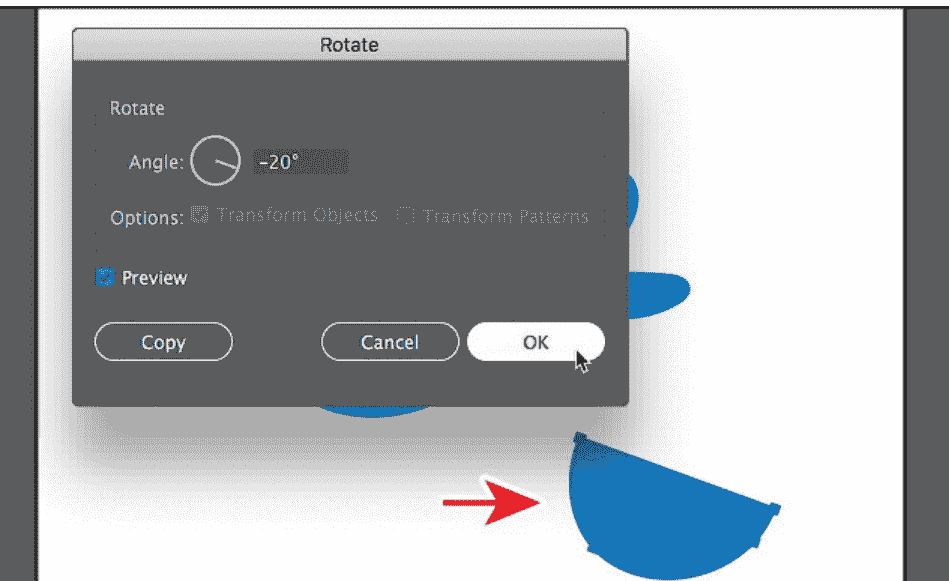 Rotate
Rotate
Angle: -20°
Options: Transform Objects Transform Patterns
Preview
Copy Cancel OK